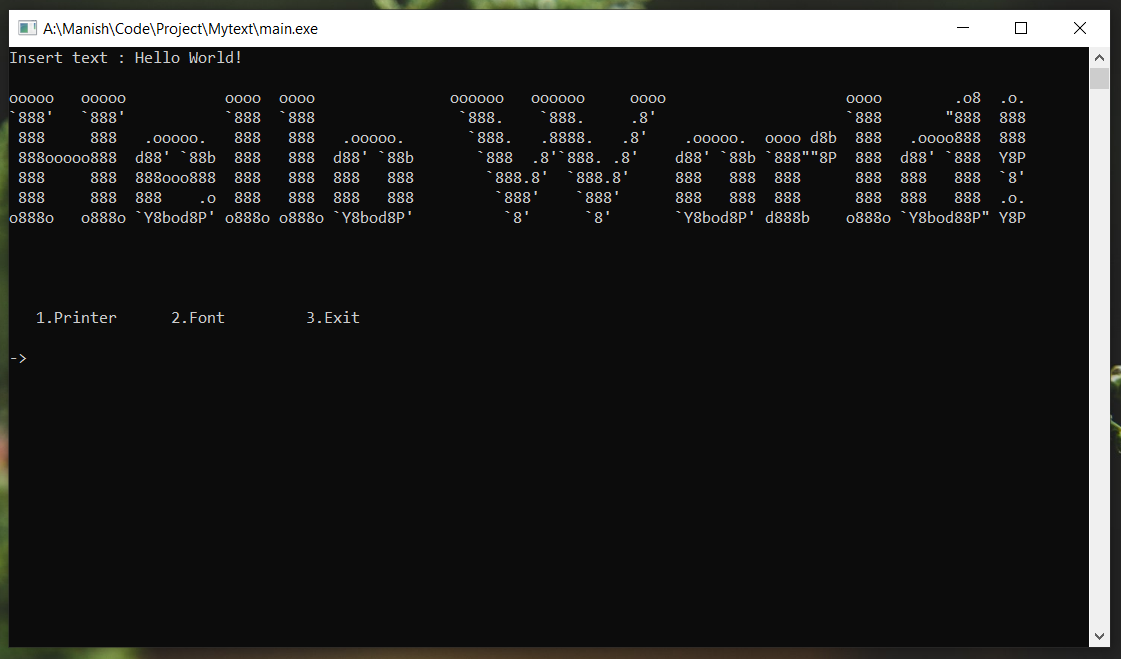 A:\Manish\Code\Project\Mytext\main.exe
Insert text : Hello World!
ooooo   ooooo           oooo  oooo               oooooo   oooooo     oooo                    oooo        .o8  .o.
`888'   `888'           `888  `888                `888.    `888.     .8'                     `888       "888  888
 888     888   .ooooo.   888   888   .ooooo.       `888.   .8888.   .8'    .ooooo.  oooo d8b  888   .oooo888  888
 888ooooo888  d88' `88b  888   888  d88' `88b       `888  .8'`888. .8'    d88' `88b `888""8P  888  d88' `888  Y8P
 888     888  888ooo888  888   888  888   888        `888.8'  `888.8'     888   888  888      888  888   888  `8'
 888     888  888    .o  888   888  888   888         `888'    `888'      888   888  888      888  888   888  .o.
o888o   o888o `Y8bod8P' o888o o888o `Y8bod8P'          `8'      `8'       `Y8bod8P' d888b    o888o `Y8bod88P" Y8P
1.Printer      2.Font         3.Exit
->